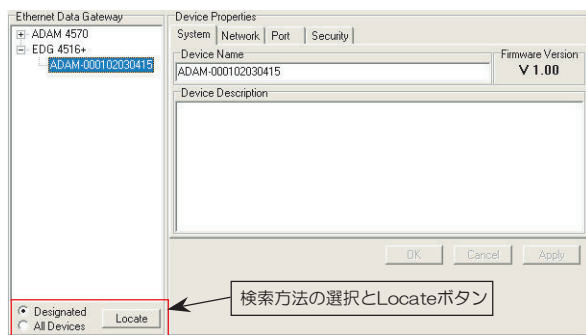 Ethernet Data Gateway
ADAM 4570
EDG 4516+
ADAM-000102030415
Designated
All Devices
Locate
Device Properties
System Network Port Security
Device Name
ADAM-000102030415
Firmware Version
V 1.00
Device Description
OK Cancel Apply
検索方法の選択とLocateボタン